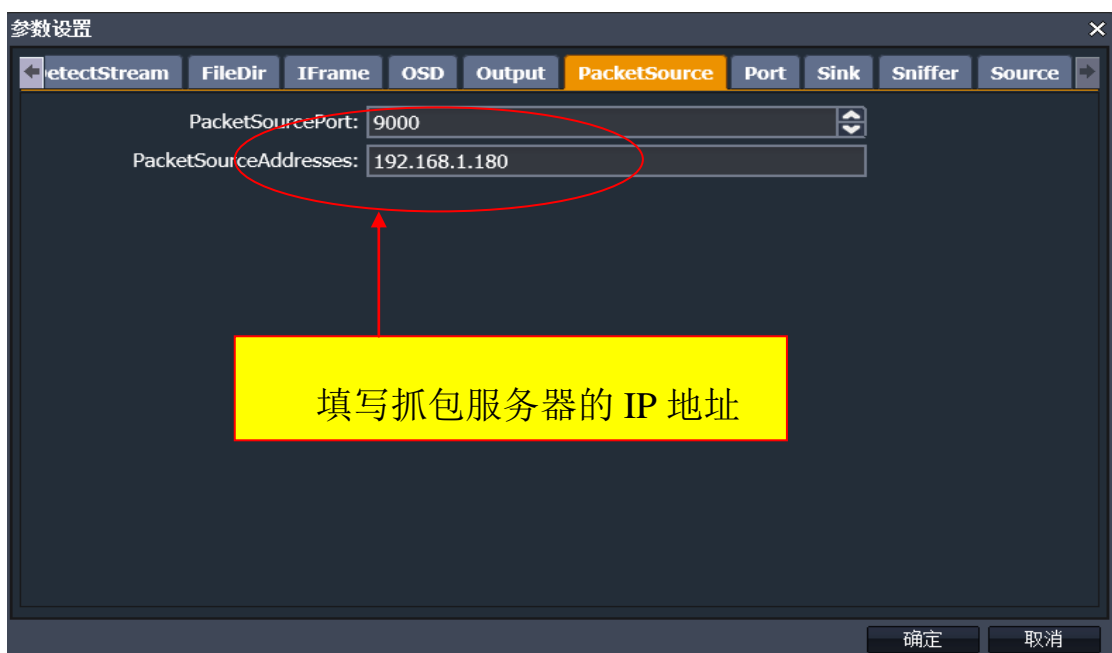 参数设置
etectStream FileDir IFrame OSD Output PacketSource Port Sink Sniffer Source
PacketSourcePort: 9000
PacketSourceAddresses: 192.168.1.180
填写抓包服务器的 IP 地址
确定 取消